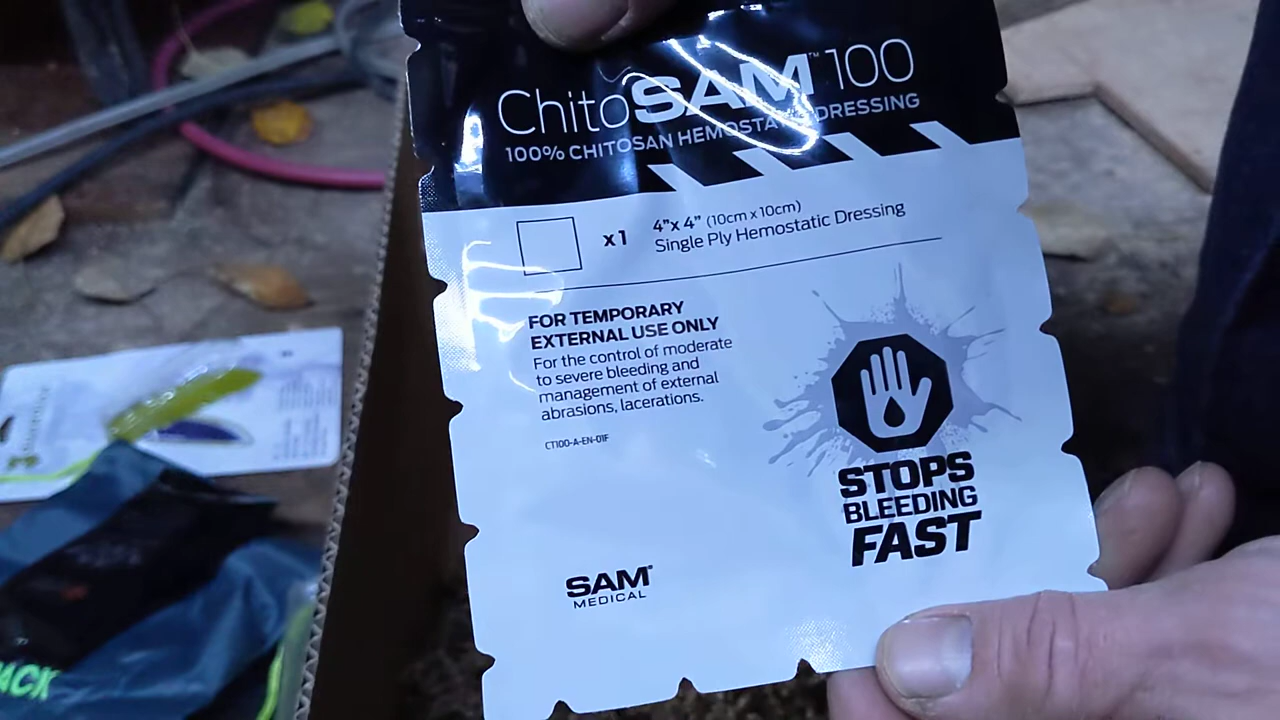 ChitoSAM™ 100
100% CHITOSAN HEMOSTATIC DRESSING
x1
4"x 4" (10cm x 10cm)
Single Ply Hemostatic Dressing
FOR TEMPORARY
EXTERNAL USE ONLY
For the control of moderate
to severe bleeding and
management of external
abrasions, lacerations.
CT100-A-EN-01F
STOPS
BLEEDING
FAST
SAM®
MEDICAL
ACK